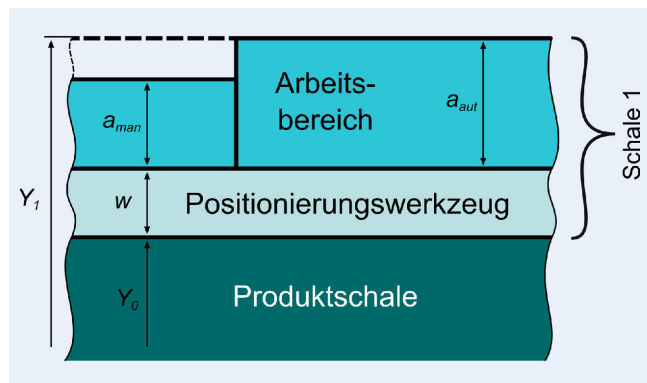 Arbeits-
bereich
a_man
a_aut
Y_1
w
Positionierungswerkzeug
Schale 1
Y_0
Produktschale